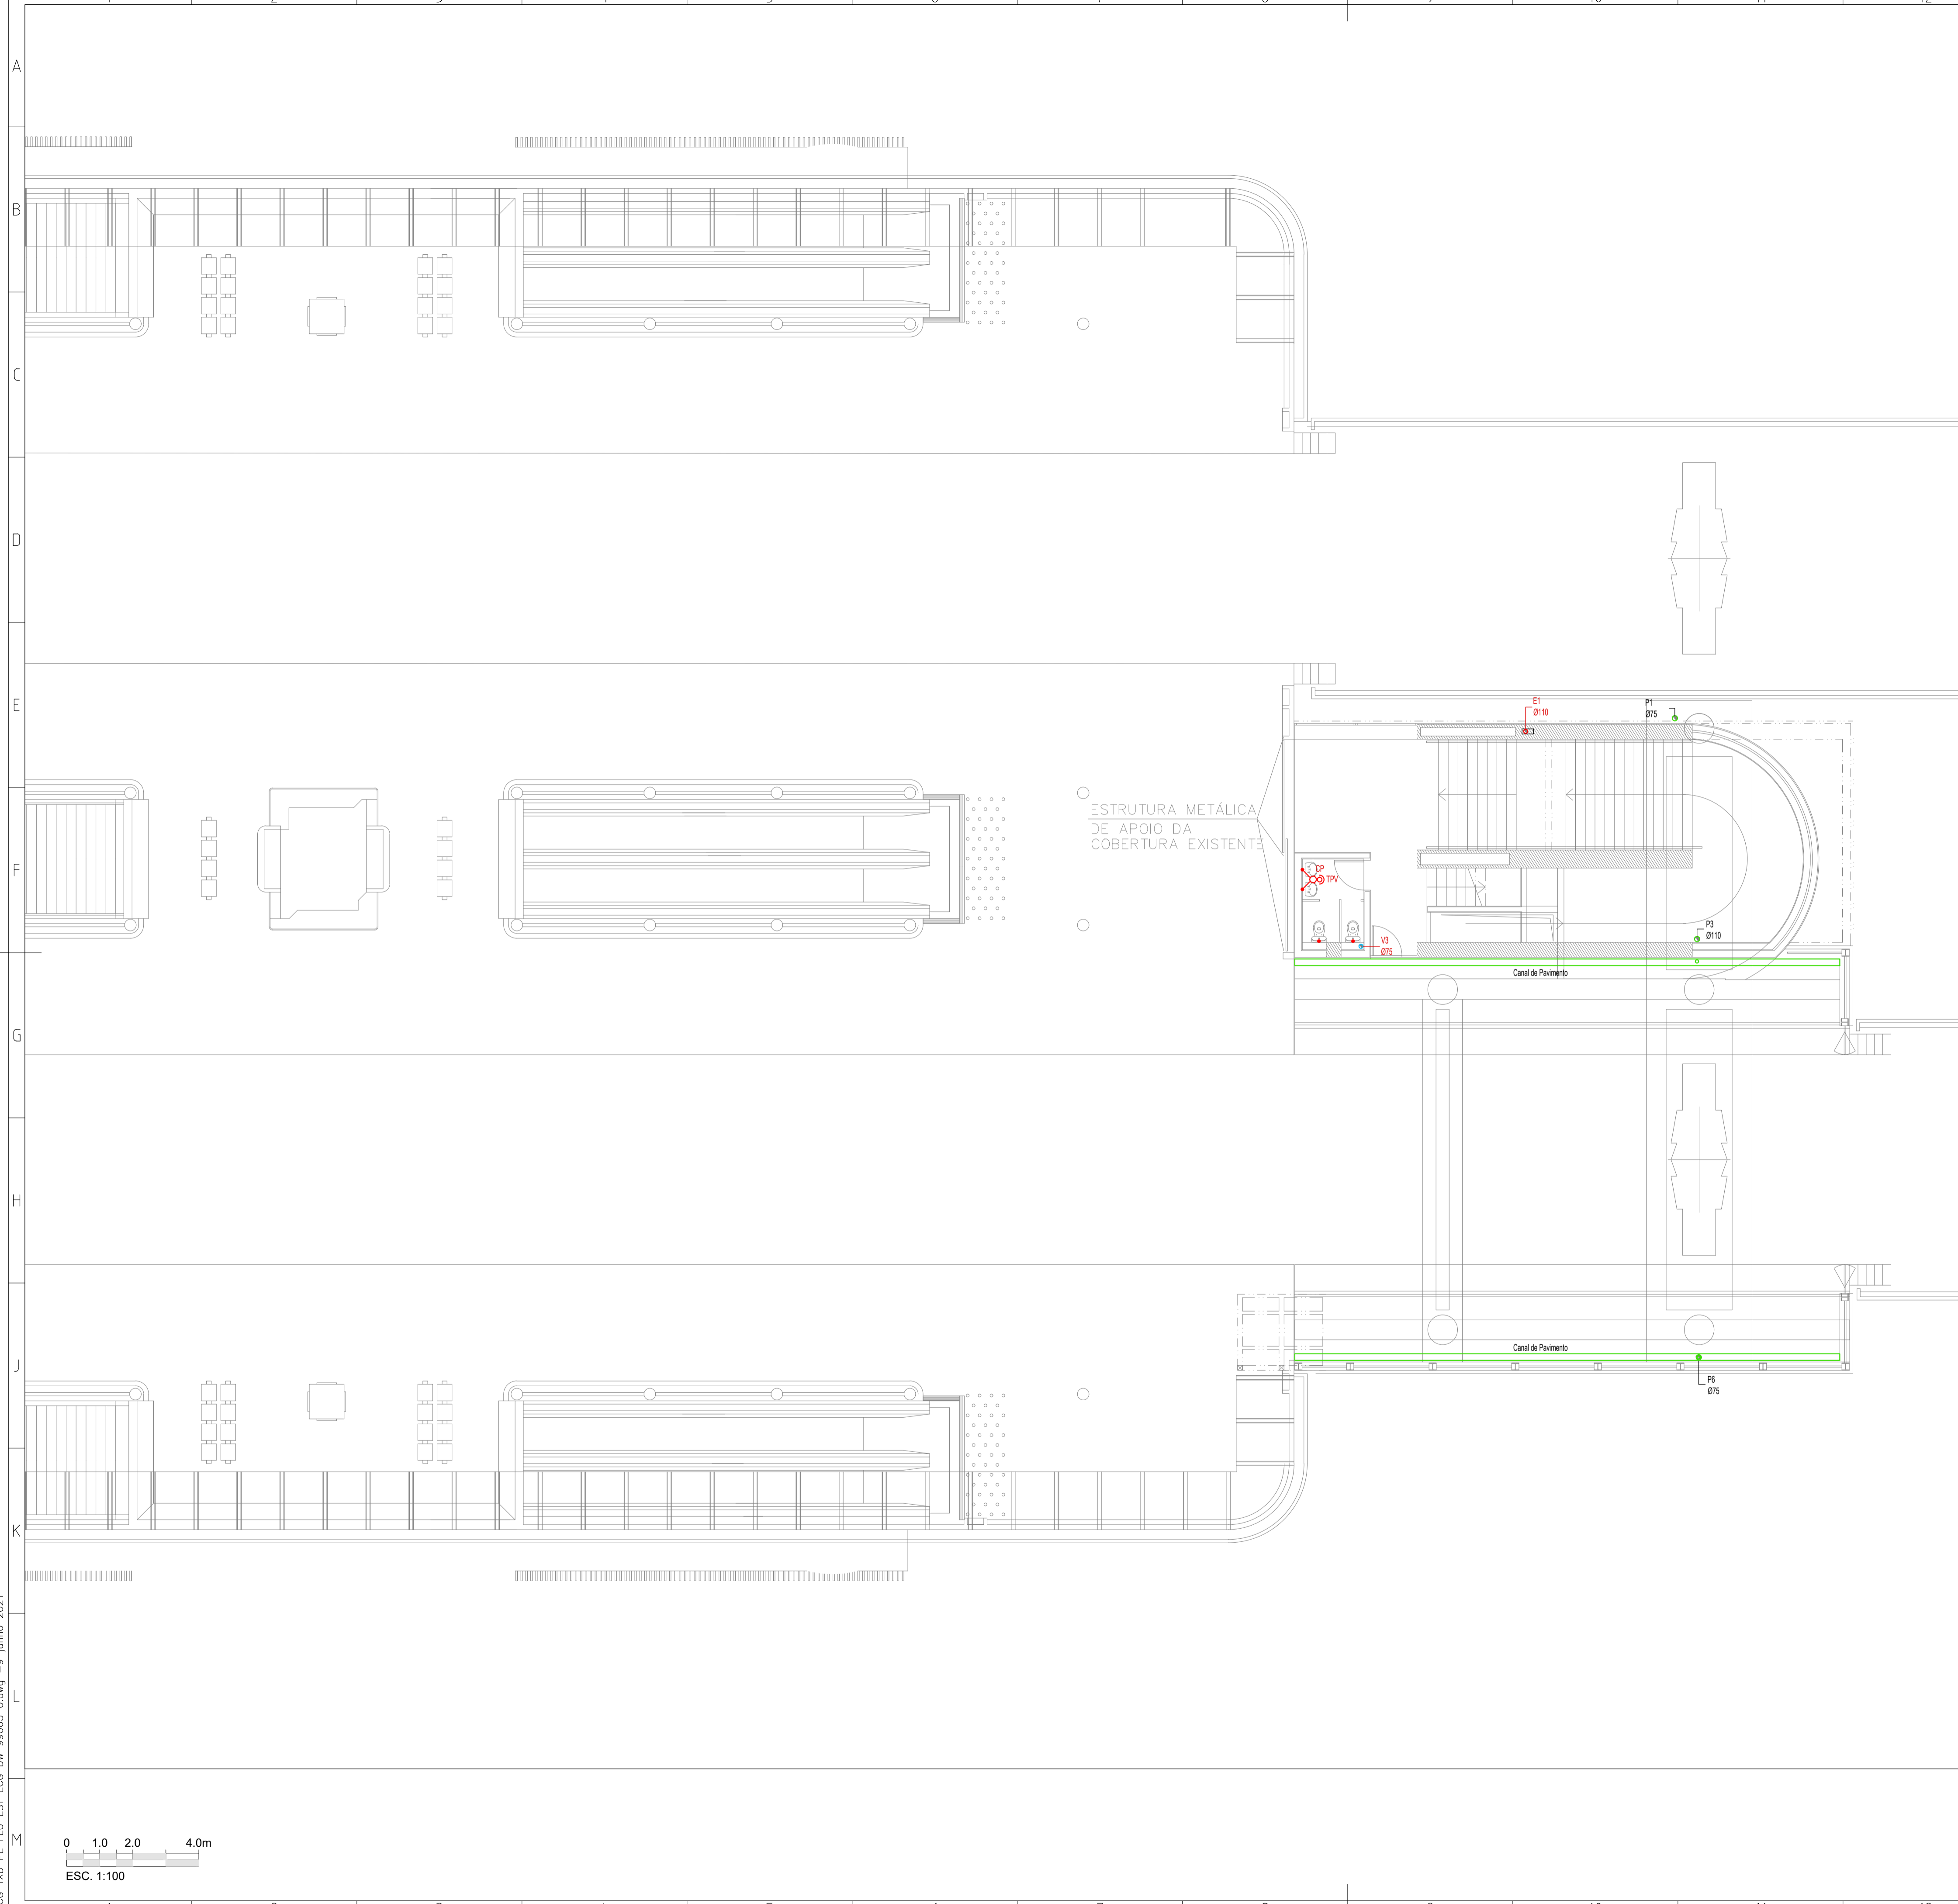 A
B
C
D
E
E1
Ø110
P1
Ø75
ESTRUTURA METÁLICA
DE APOIO DA
COBERTURA EXISTENTE
F
CP
TPV
V3
Ø75
P3
Ø110
Canal de Pavimento
G
H
J
Canal de Pavimento
P6
Ø75
K
L
M
0 1.0 2.0 4.0m
ESC. 1:100